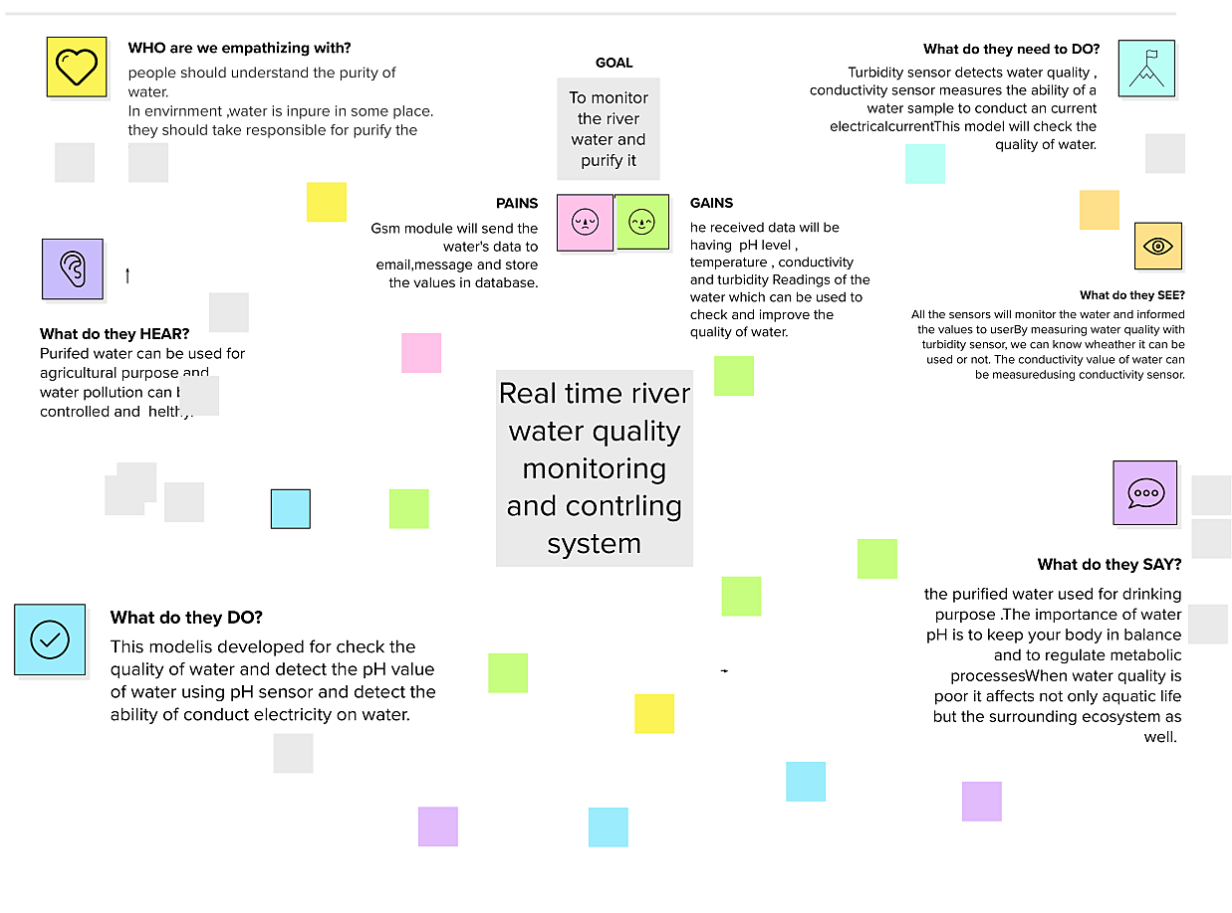 WHO are we empathizing with?
people should understand the purity of
water.
In envirnment ,water is inpure in some place.
they should take responsible for purify the
GOAL
To monitor
the river
water and
purify it
What do they need to DO?
Turbidity sensor detects water quality ,
conductivity sensor measures the ability of a
water sample to conduct an current
electricalcurrentThis model will check the
quality of water.
PAINS
Gsm module will send the
water's data to
email,message and store
the values in database.
GAINS
he received data will be
having pH level ,
temperature , conductivity
and turbidity Readings of the
water which can be used to
check and improve the
quality of water.
What do they SEE?
All the sensors will monitor the water and informed
the values to userBy measuring water quality with
turbidity sensor, we can know wheather it can be
used or not. The conductivity value of water can
be measuredusing conductivity sensor.
What do they HEAR?
Purifed water can be used for
agricultural purpose and
water pollution can
controlled and helthy.
Real time river
water quality
monitoring
and contrling
system
What do they SAY?
the purified water used for drinking
purpose .The importance of water
pH is to keep your body in balance
and to regulate metabolic
processesWhen water quality is
poor it affects not only aquatic life
but the surrounding ecosystem as
well.
What do they DO?
This modelis developed for check the
quality of water and detect the pH value
of water using pH sensor and detect the
ability of conduct electricity on water.